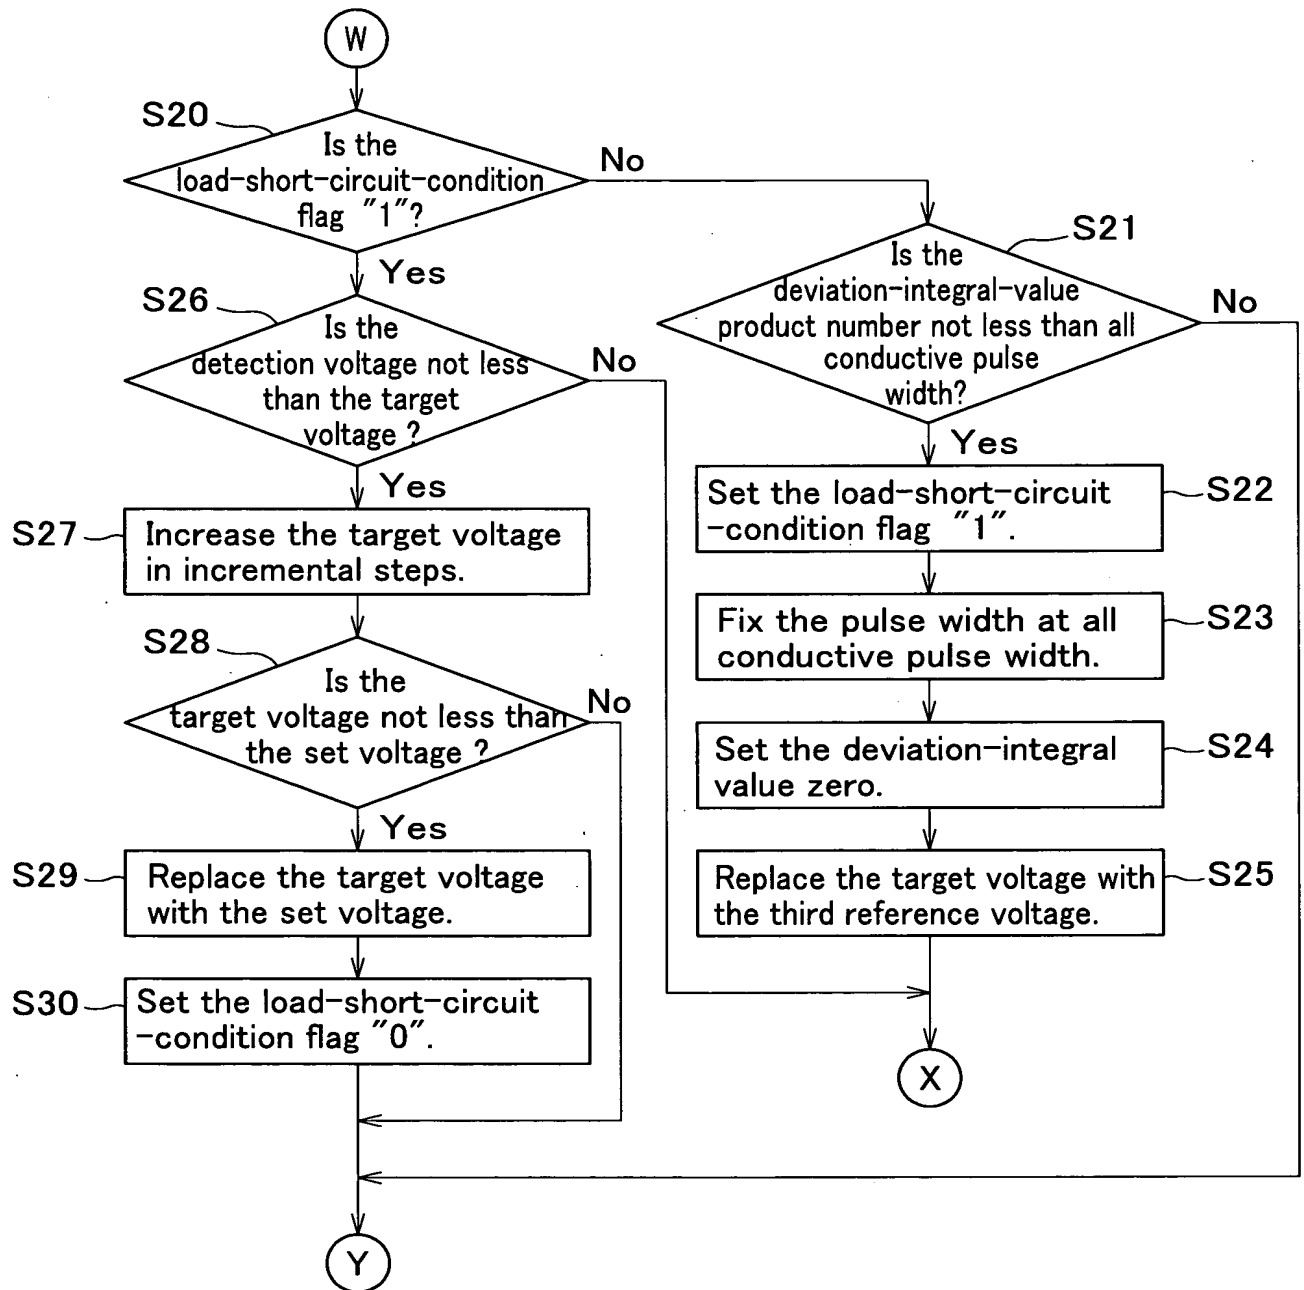 W
S20
Is the
load-short-circuit-condition
flag "1"?
No
Yes
S21
Is the
deviation-integral-value
product number not less than all
conductive pulse
width?
No
Yes
S26
Is the
detection voltage not less
than the target
voltage ?
No
Yes
S22
Set the load-short-circuit
-condition flag "1".
S27
Increase the target voltage
in incremental steps.
S23
Fix the pulse width at all
conductive pulse width.
S28
Is the
target voltage not less than
the set voltage ?
No
Yes
S24
Set the deviation-integral
value zero.
S29
Replace the target voltage
with the set voltage.
S25
Replace the target voltage with
the third reference voltage.
S30
Set the load-short-circuit
-condition flag "0".
X
Y